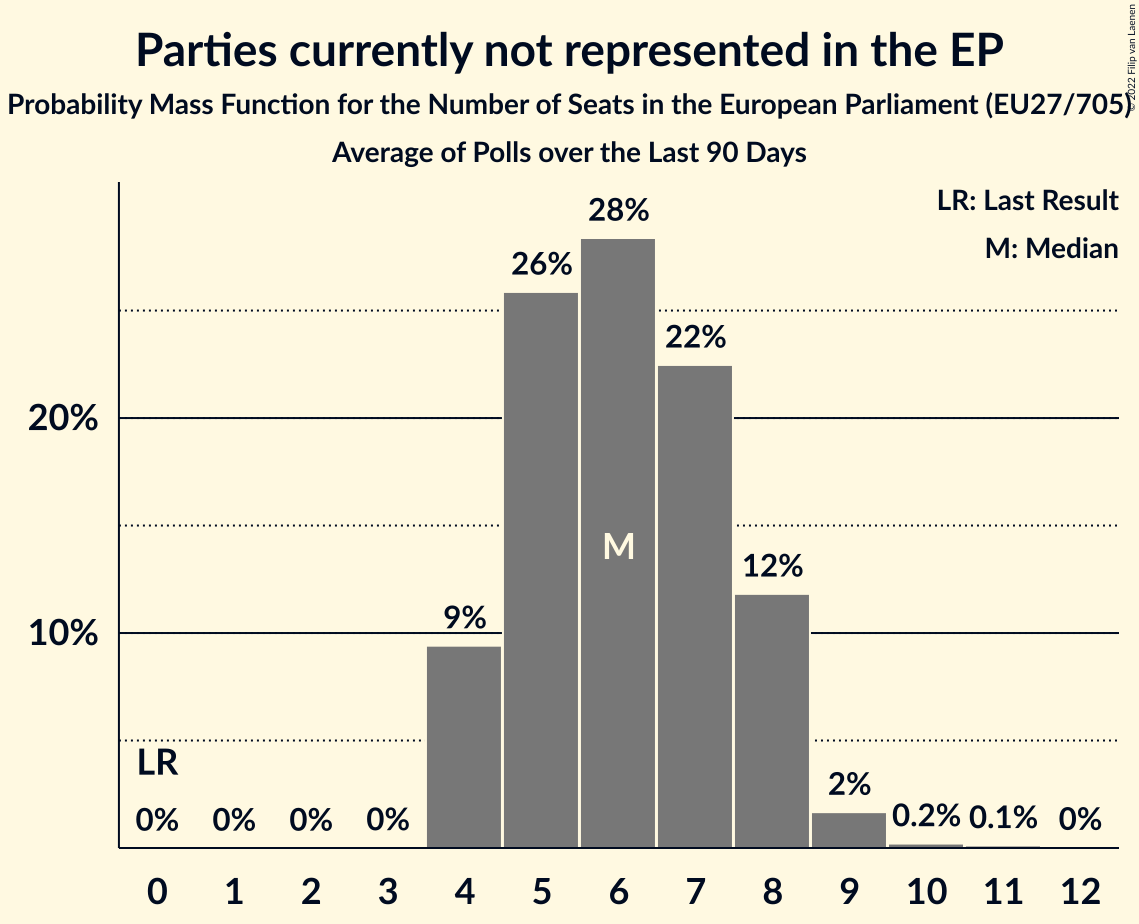 Parties currently not represented in the EP
Probability Mass Function for the Number of Seats in the European Parliament (EU27/705)
Average of Polls over the Last 90 Days
© 2022 Filip van Laenen
LR: Last Result
M: Median
28%
26%
22%
20%
M
12%
9%
10%
LR
2%
0% 0% 0% 0% 0.2% 0.1% 0%
0 1 2 3 4 5 6 7 8 9 10 11 12